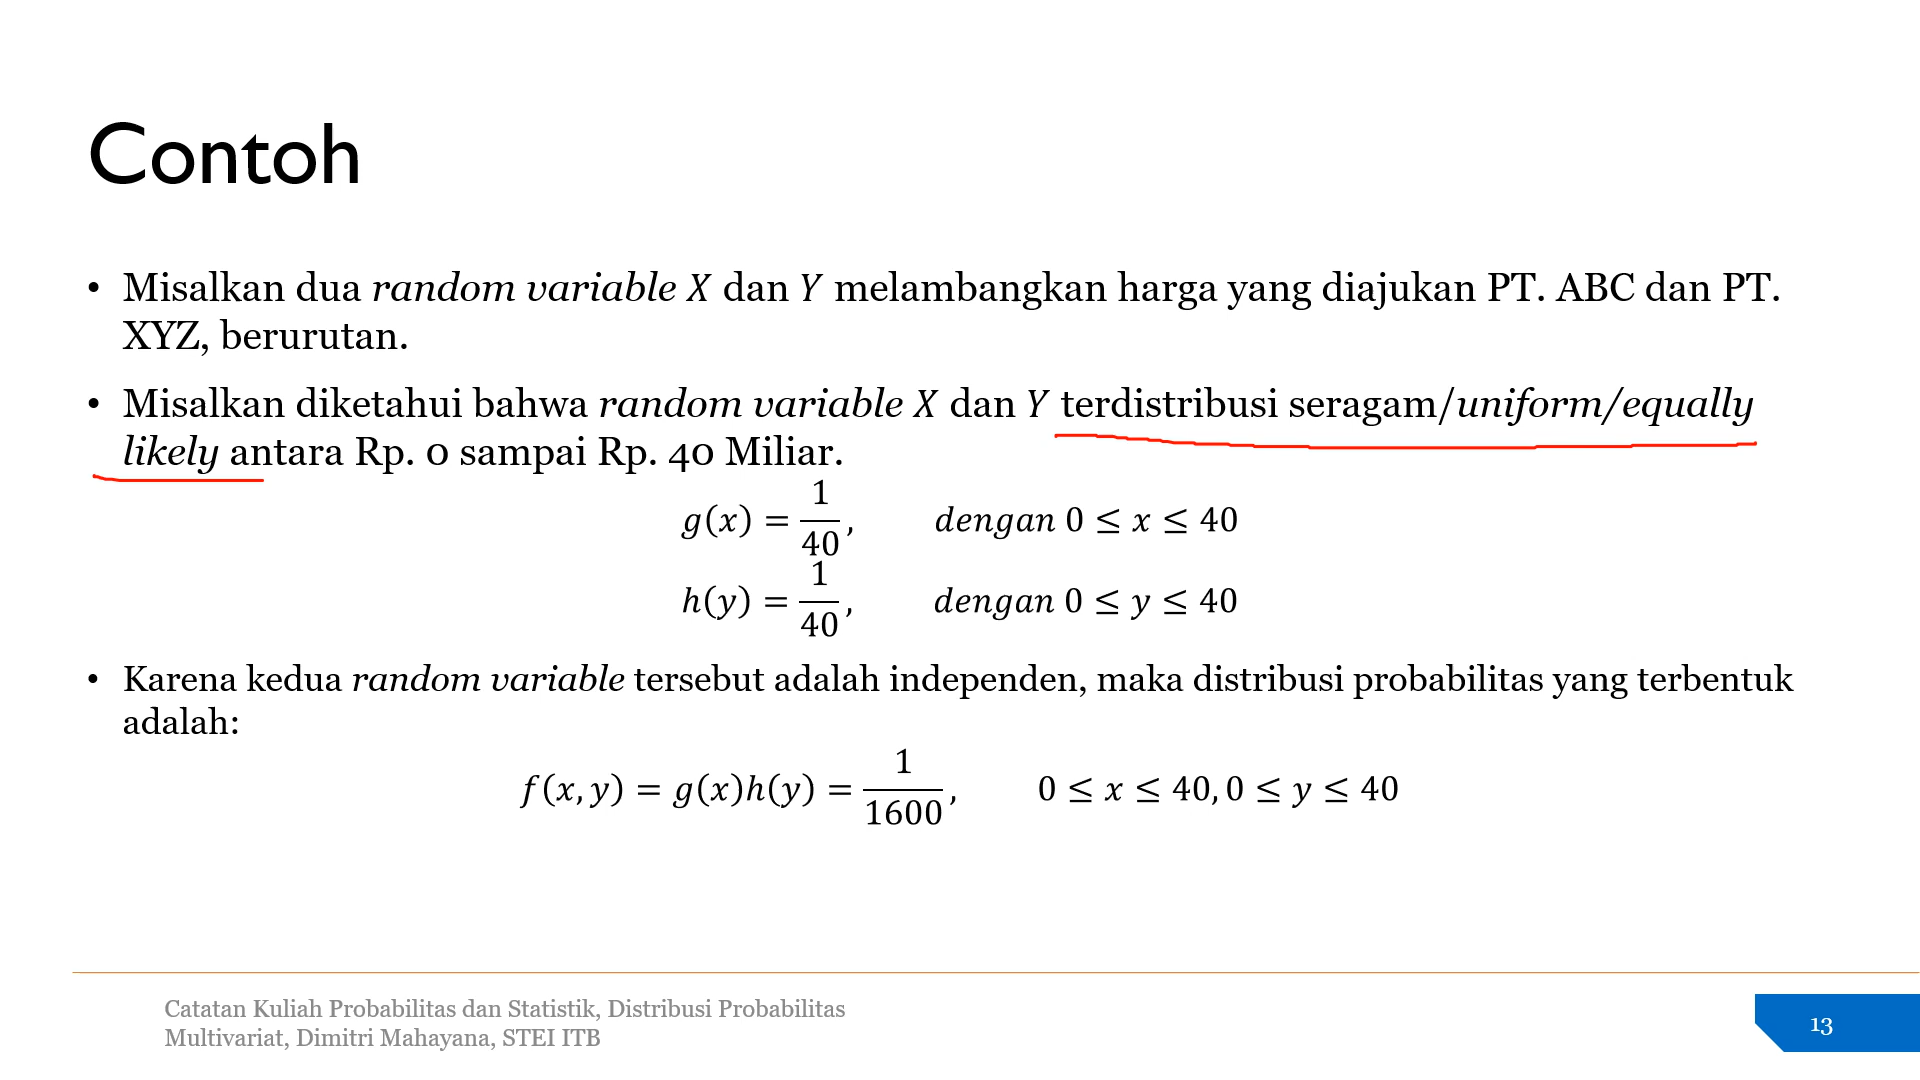 Contoh
• Misalkan dua random variable X dan Y melambangkan harga yang diajukan PT. ABC dan PT.
XYZ, berurutan.
• Misalkan diketahui bahwa random variable X dan Y terdistribusi seragam/uniform/equally
likely antara Rp. 0 sampai Rp. 40 Miliar.
g(x) = 1/40, dengan 0 ≤ x ≤ 40
h(y) = 1/40, dengan 0 ≤ y ≤ 40
• Karena kedua random variable tersebut adalah independen, maka distribusi probabilitas yang terbentuk
adalah:
f(x, y) = g(x)h(y) = 1/1600, 0 ≤ x ≤ 40, 0 ≤ y ≤ 40
Catatan Kuliah Probabilitas dan Statistik, Distribusi Probabilitas
Multivariat, Dimitri Mahayana, STEI ITB
13